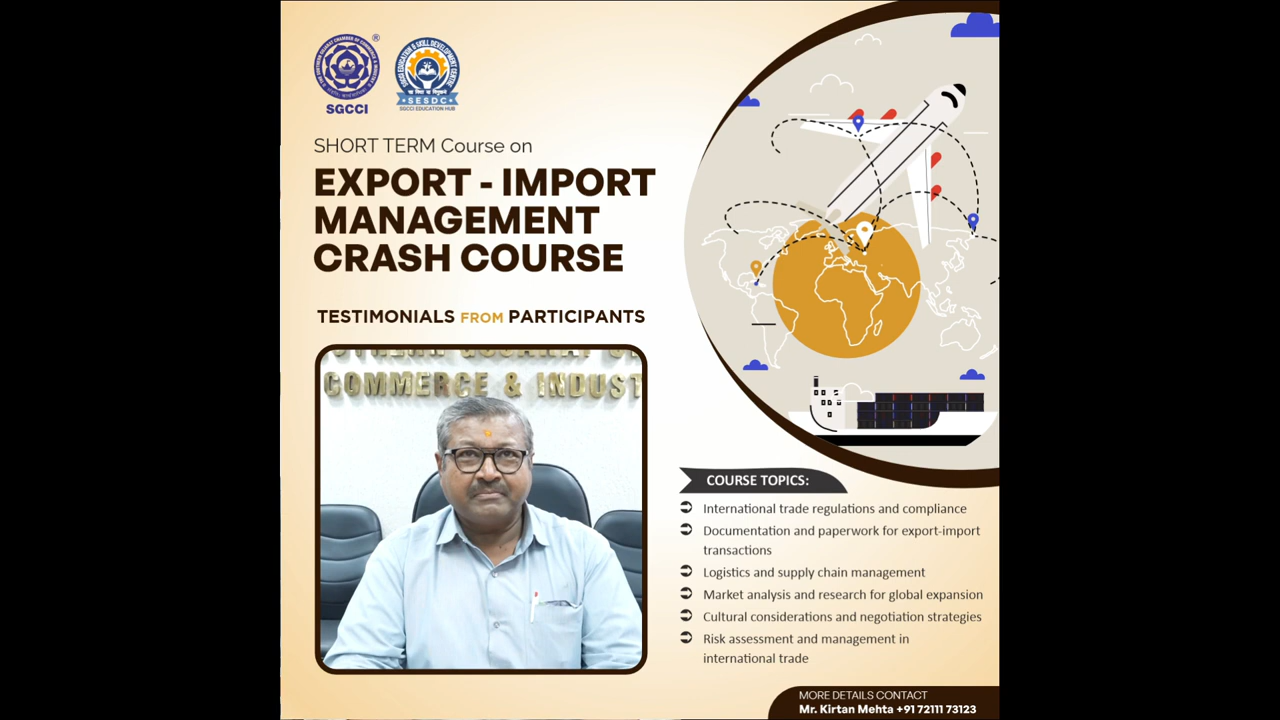 ®
SGCCI
SESDC
SGCCI EDUCATION HUB
SHORT TERM Course on
EXPORT - IMPORT
MANAGEMENT
CRASH COURSE
TESTIMONIALS FROM PARTICIPANTS
COMMERCE & INDUST
COURSE TOPICS:
International trade regulations and compliance
Documentation and paperwork for export-import
transactions
Logistics and supply chain management
Market analysis and research for global expansion
Cultural considerations and negotiation strategies
Risk assessment and management in
international trade
MORE DETAILS CONTACT
Mr. Kirtan Mehta +91 72111 73123